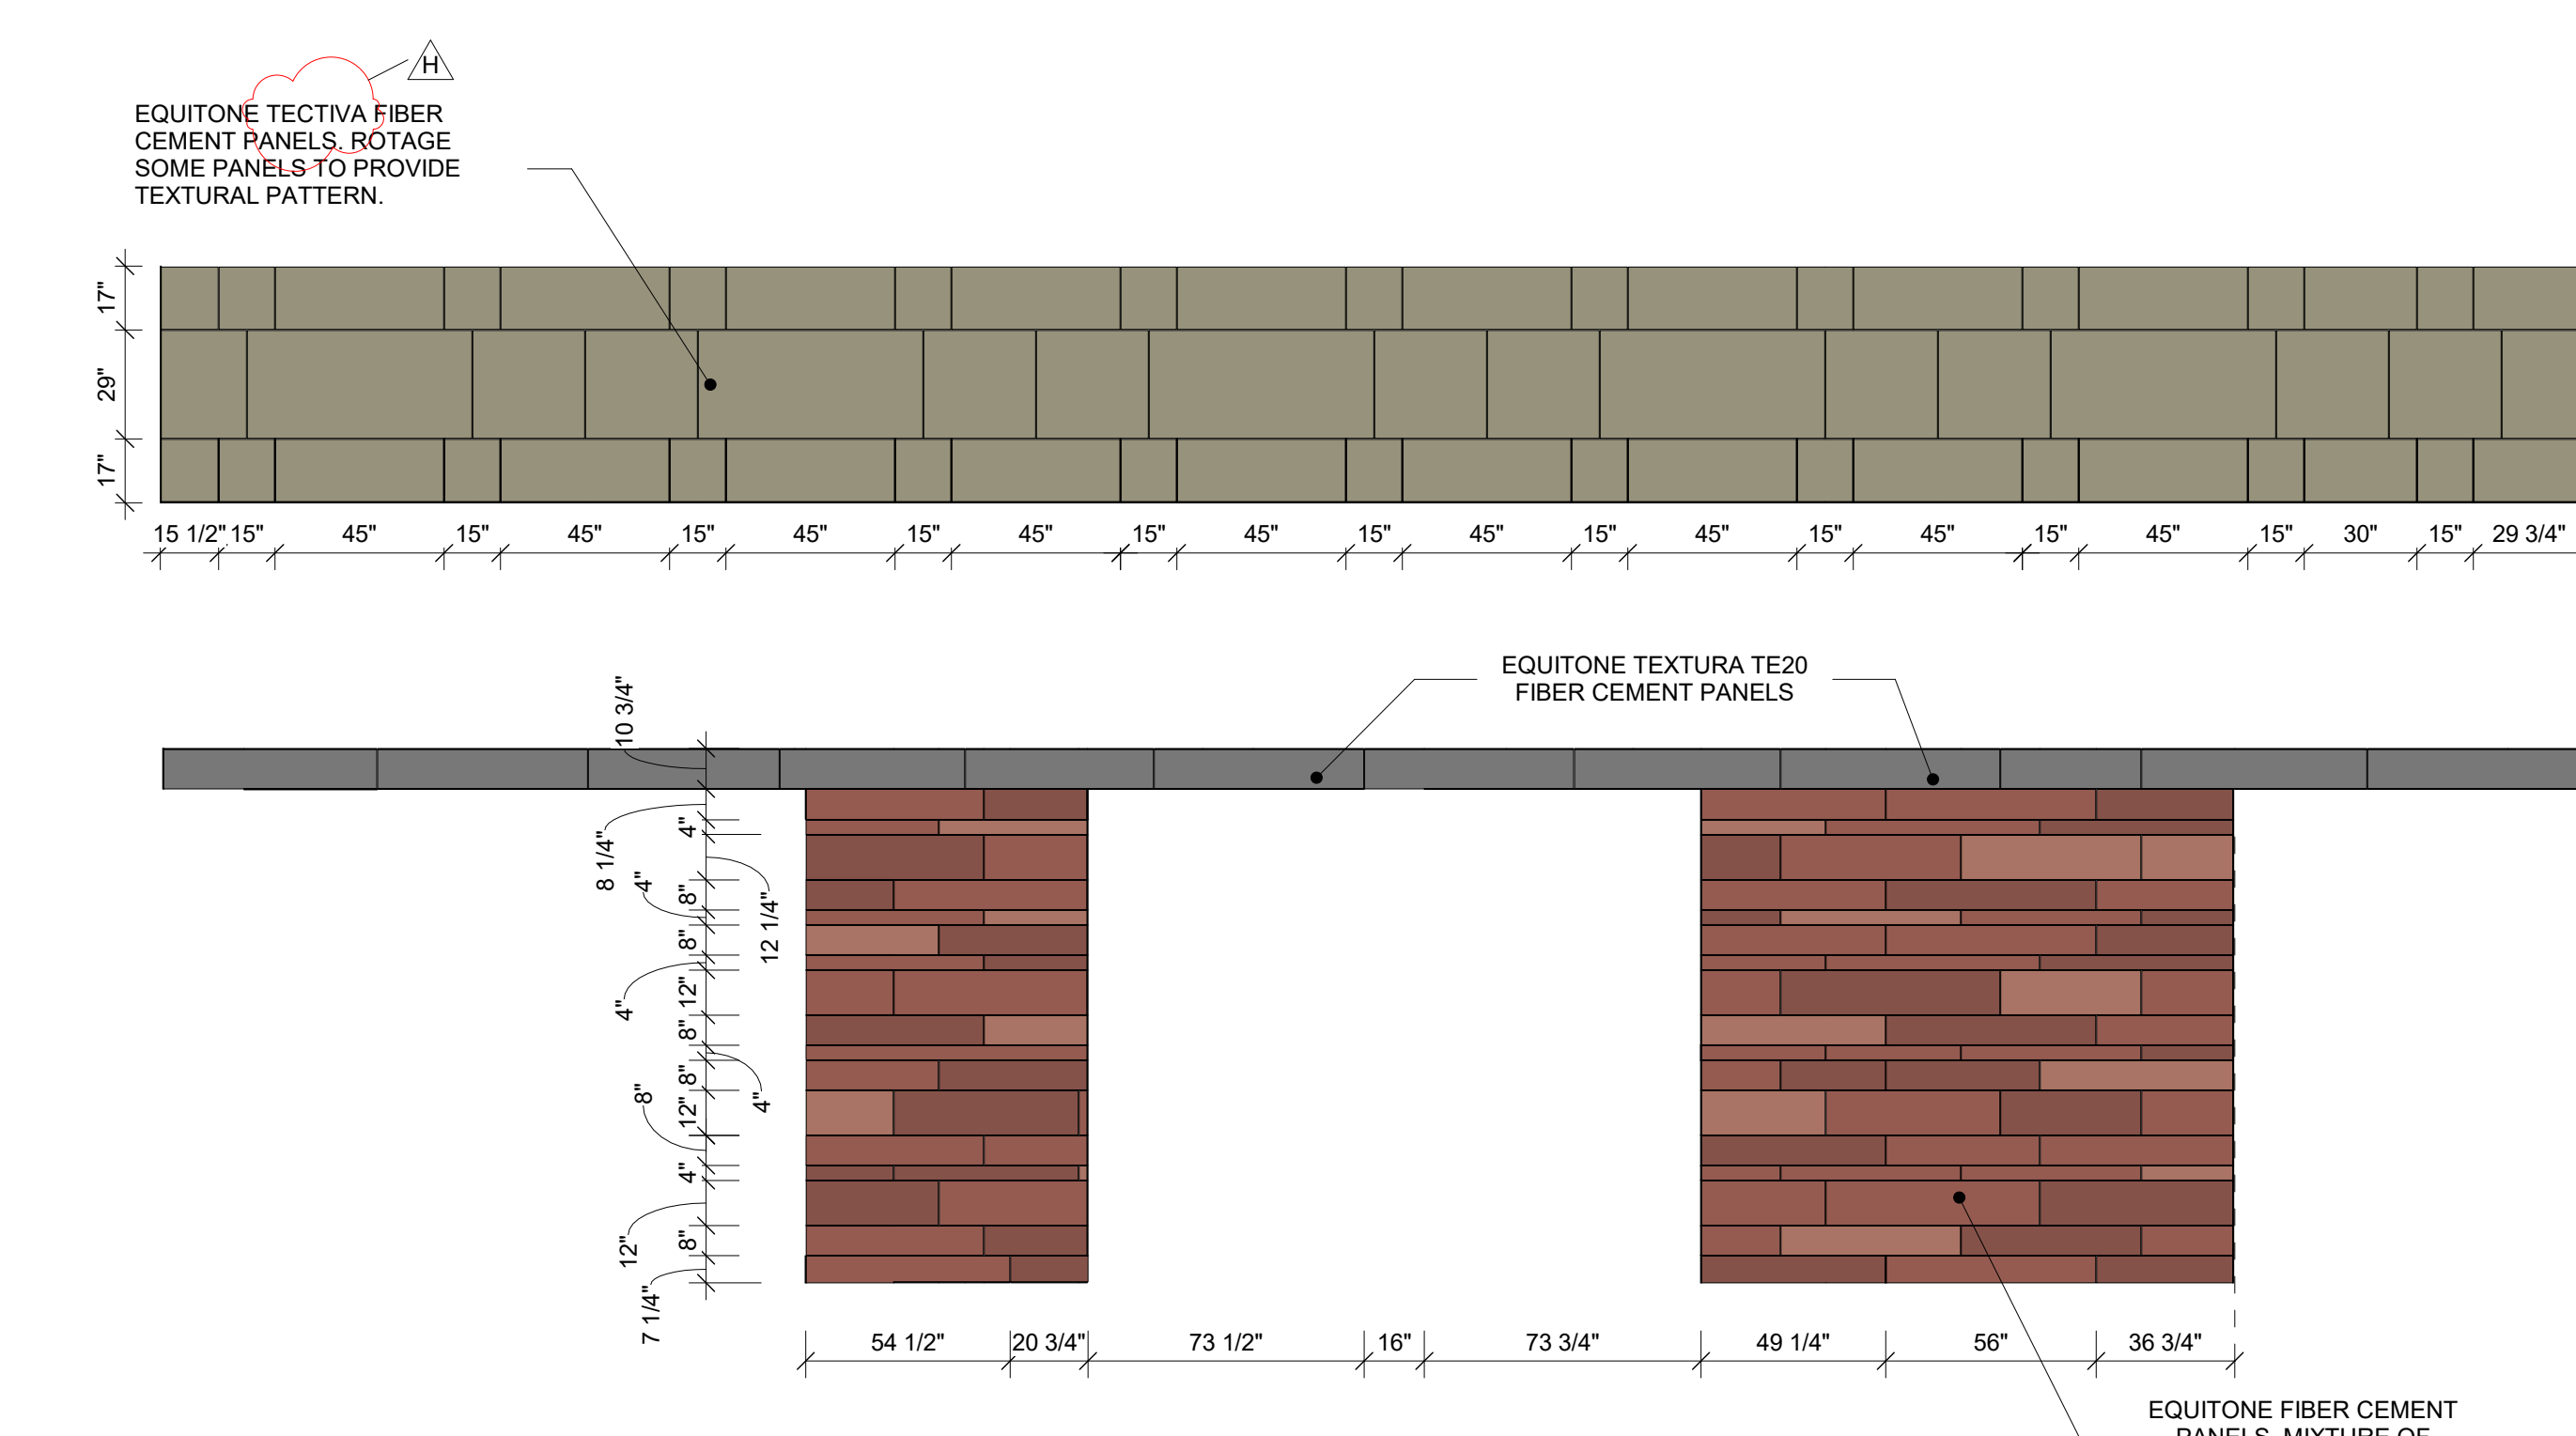 H
EQUITONE TECTIVA FIBER
CEMENT PANELS. ROTAGE
SOME PANELS TO PROVIDE
TEXTURAL PATTERN.
17"
29"
17"
15 1/2" 15" 45" 15" 45" 15" 45" 15" 45" 15" 45" 15" 45" 15" 45" 15" 45" 15" 45" 15" 30" 15" 29 3/4"
EQUITONE TEXTURA TE20
FIBER CEMENT PANELS
10 3/4"
8 1/4"
4"
12 1/4"
8"
4"
8"
4"
12"
8"
4"
8"
12"
8"
4"
12"
8"
7 1/4"
54 1/2" 20 3/4" 73 1/2" 16" 73 3/4" 49 1/4" 56" 36 3/4"
EQUITONE FIBER CEMENT
PANELS. MIXTURE OF